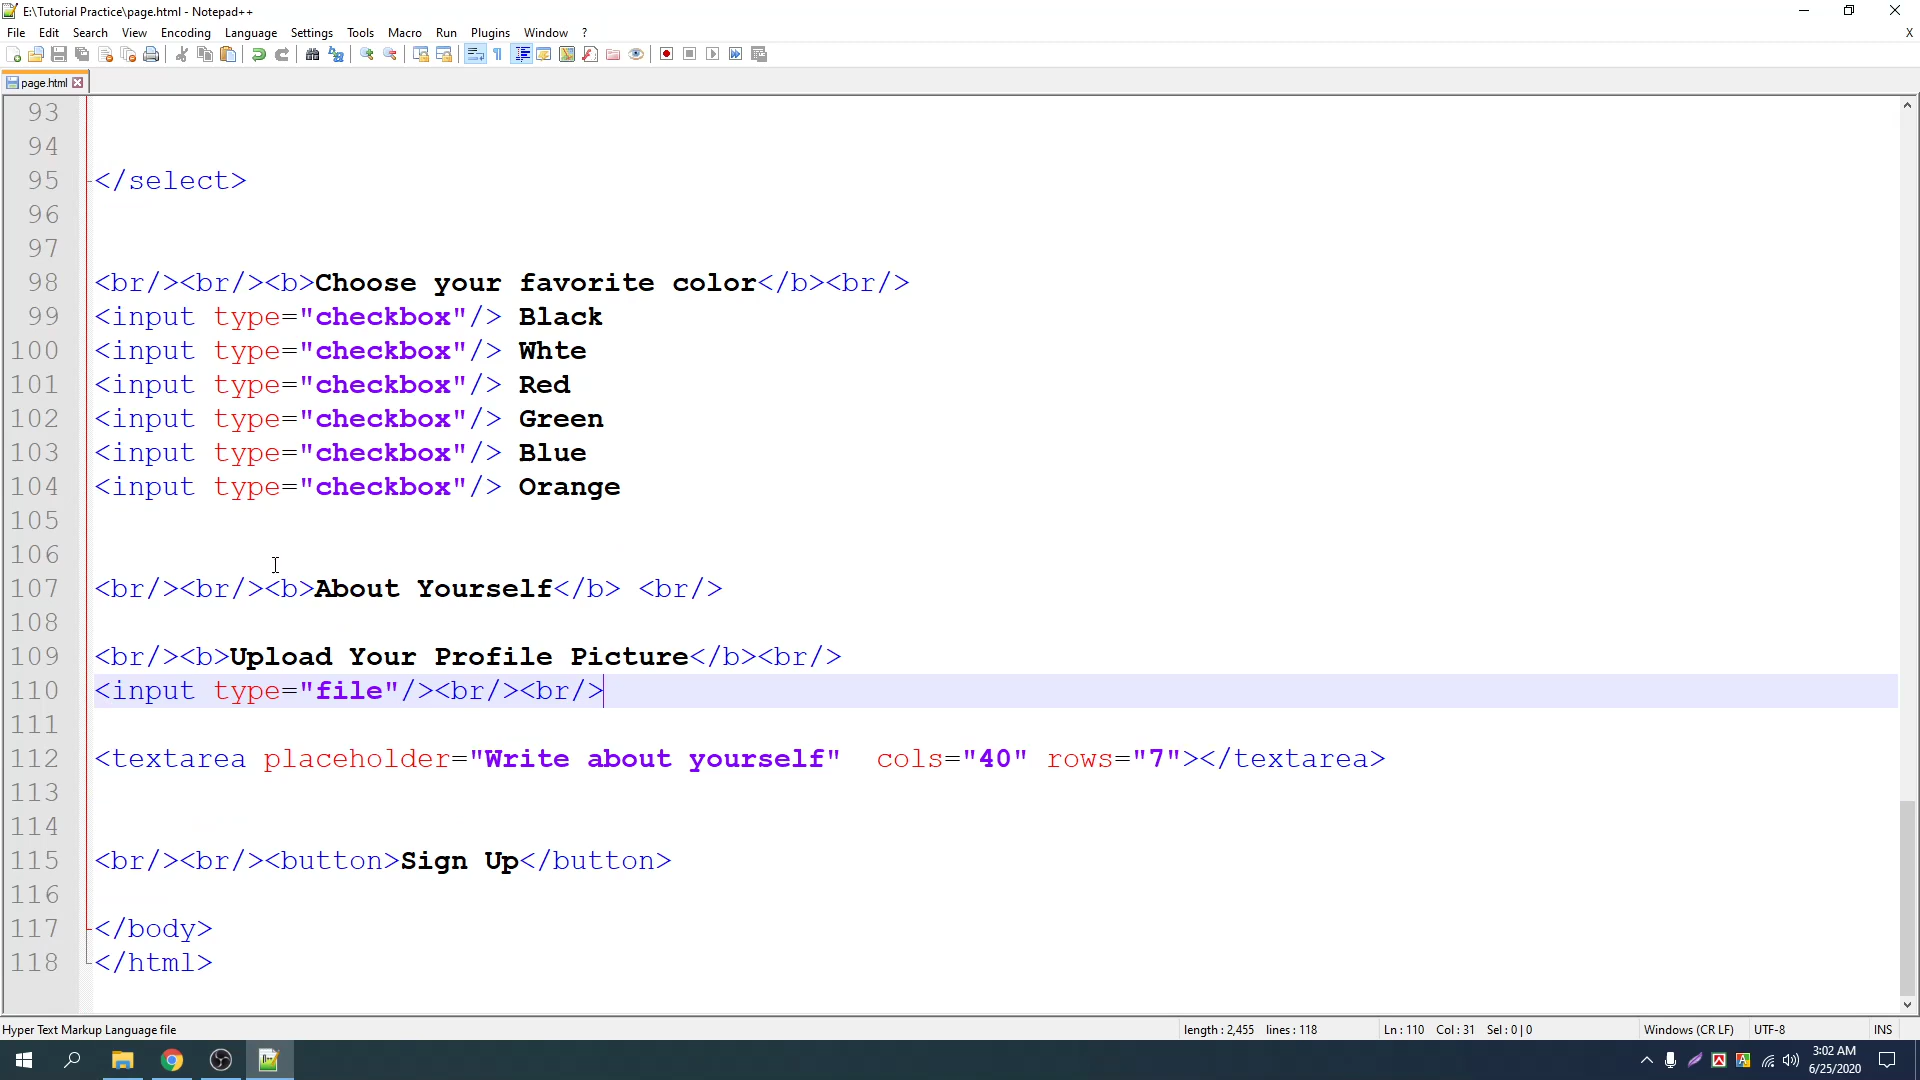 E:\Tutorial Practice\page.html - Notepad++
File Edit Search View Encoding Language Settings Tools Macro Run Plugins Window ? X
page.html
93
94
95 </select>
96
97
98 <br/><br/><b>Choose your favorite color</b><br/>
99 <input type="checkbox"/> Black
100 <input type="checkbox"/> Whte
101 <input type="checkbox"/> Red
102 <input type="checkbox"/> Green
103 <input type="checkbox"/> Blue
104 <input type="checkbox"/> Orange
105
106
107 <br/><br/><b>About Yourself</b> <br/>
108
109 <br/><b>Upload Your Profile Picture</b><br/>
110 <input type="file"/><br/><br/>
111
112 <textarea placeholder="Write about yourself"  cols="40" rows="7"></textarea>
113
114
115 <br/><br/><button>Sign Up</button>
116
117 </body>
118 </html>
Hyper Text Markup Language file length : 2,455 lines : 118 Ln : 110 Col : 31 Sel : 0 | 0 Windows (CR LF) UTF-8 INS
3:02 AM
6/25/2020